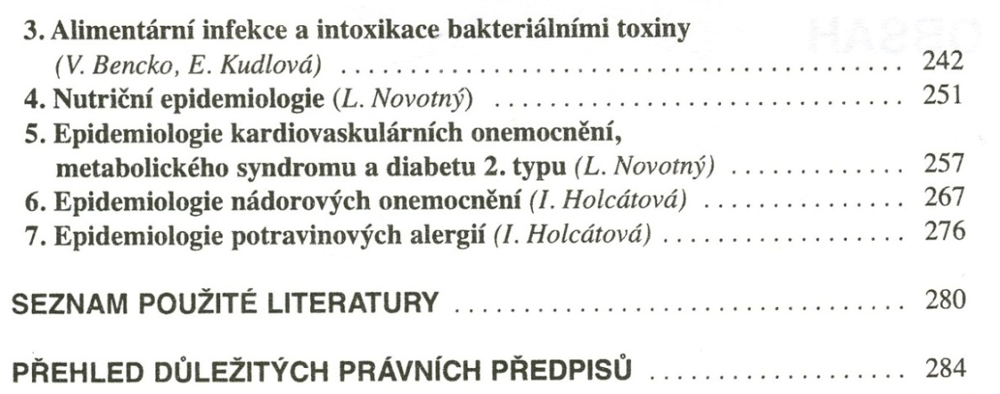 3. Alimentární infekce a intoxikace bakteriálními toxiny
(V. Bencko, E. Kudlová) ........................................ 242
4. Nutriční epidemiologie (L. Novotný) ............................. 251
5. Epidemiologie kardiovaskulárních onemocnění,
metabolického syndromu a diabetu 2. typu (L. Novotný) ............. 257
6. Epidemiologie nádorových onemocnění (I. Holcátová) ............... 267
7. Epidemiologie potravinových alergií (I. Holcátová) .................. 276
SEZNAM POUŽITÉ LITERATURY ................................ 280
PŘEHLED DŮLEŽITÝCH PRÁVNÍCH PŘEDPISŮ .................. 284